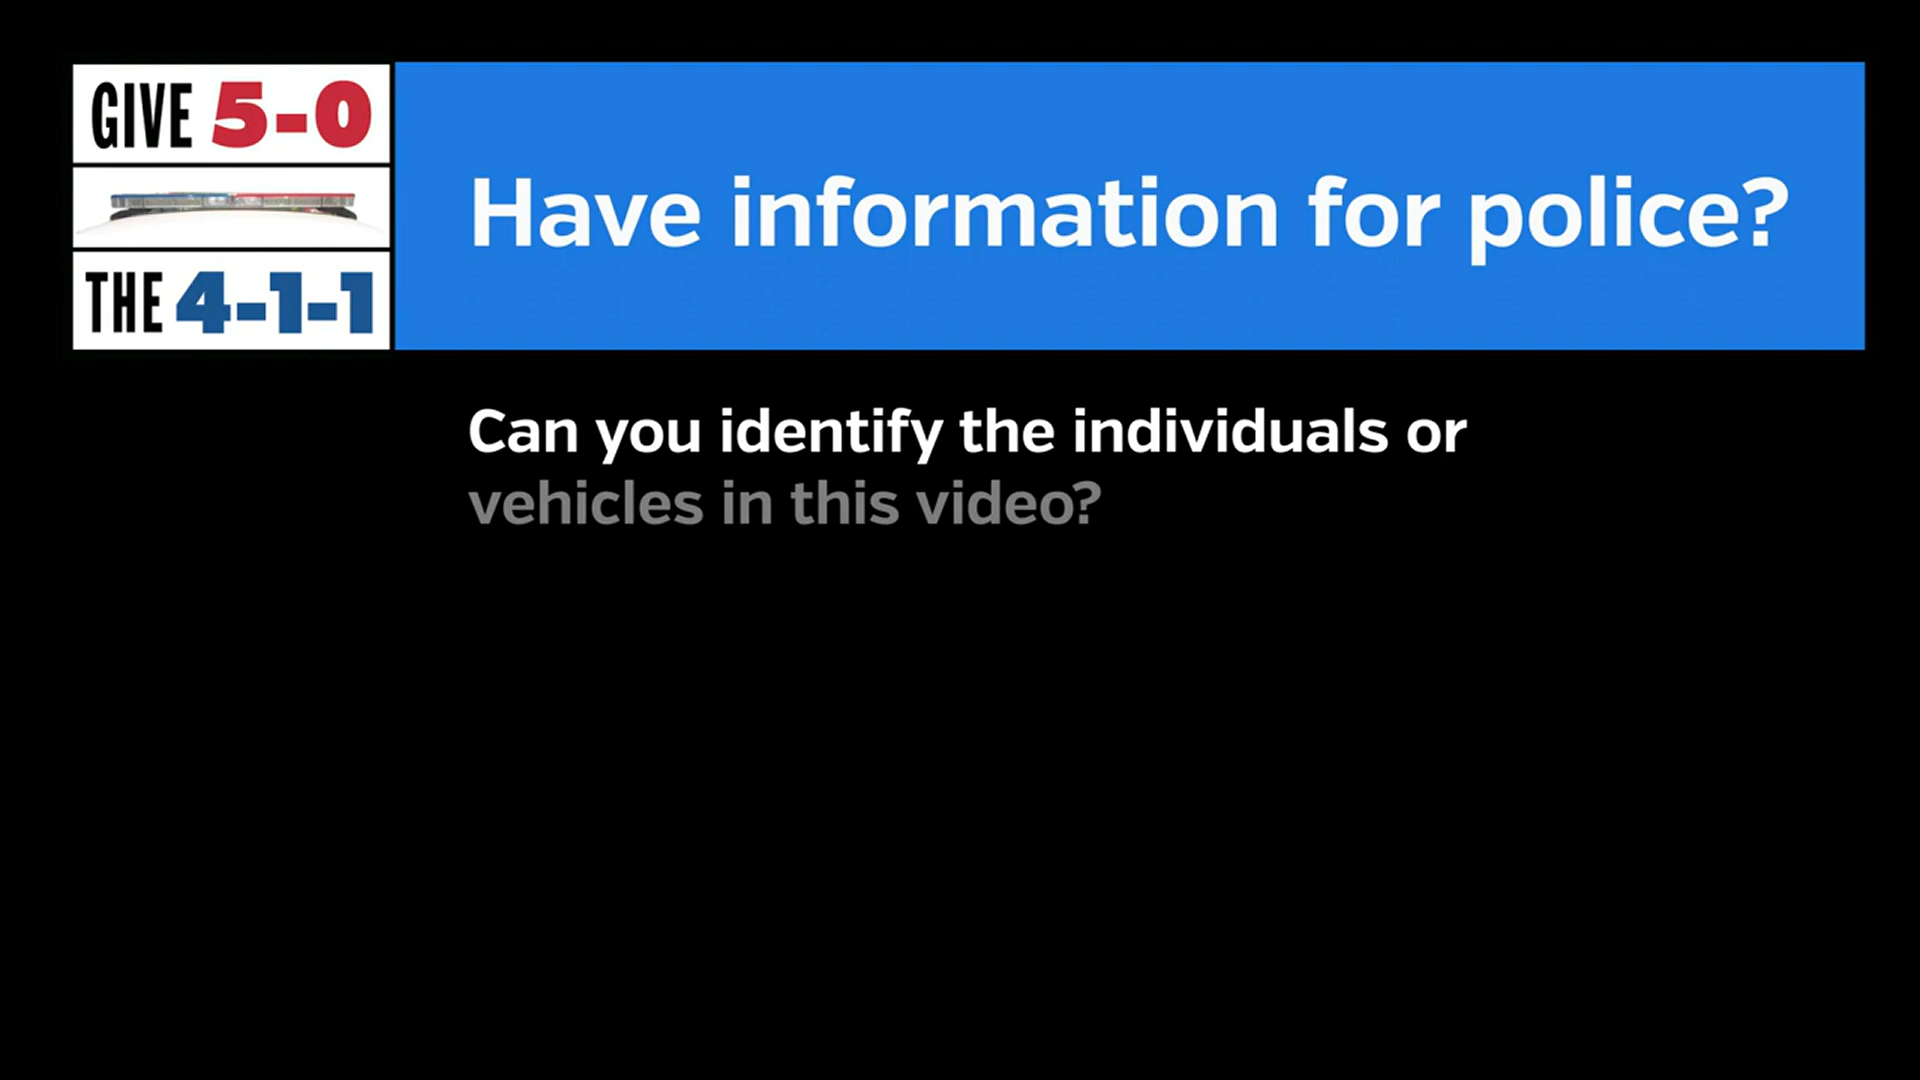 GIVE 5-0
THE 4-1-1
Have information for police?
Can you identify the individuals or
vehicles in this video?